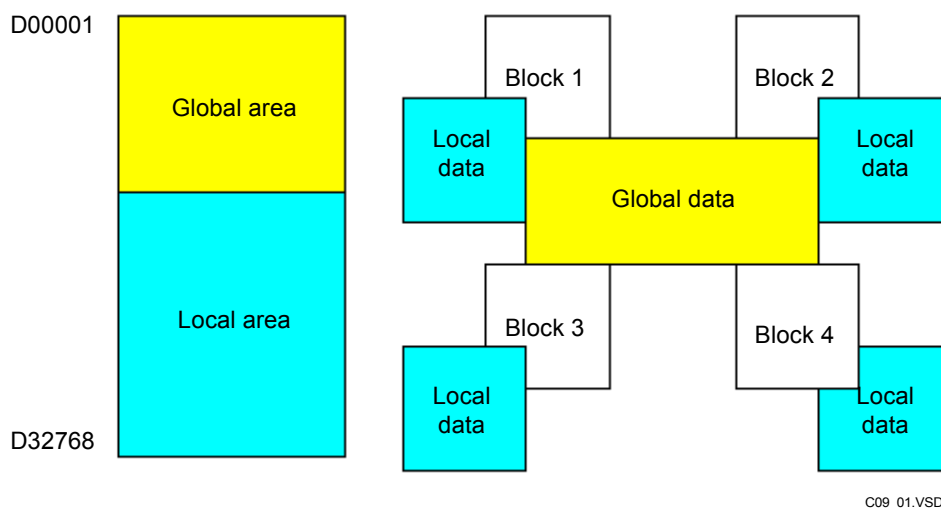 D00001
Global area
Local area
D32768
Block 1
Block 2
Local
data
Local
data
Global data
Block 3
Block 4
Local
data
Local
data
C09_01.VSD